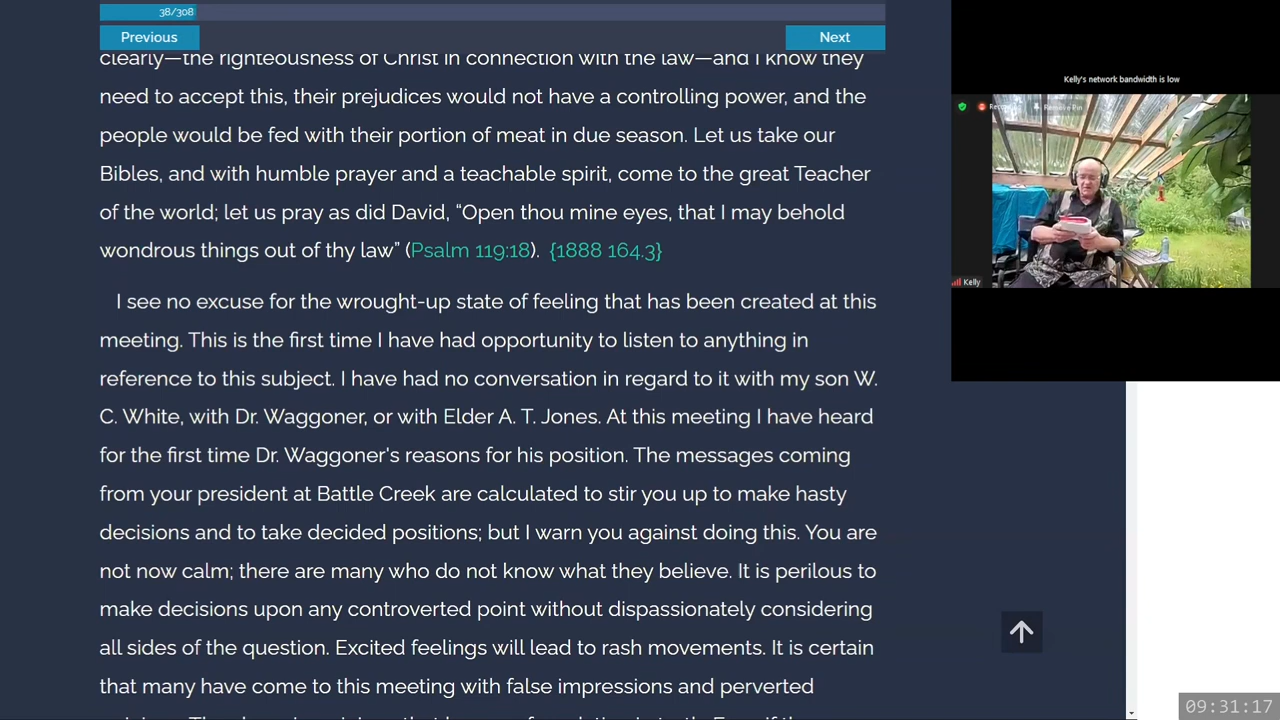 38/308
Previous
Next
clearly—the righteousness of Christ in connection with the law—and I know they
need to accept this, their prejudices would not have a controlling power, and the
people would be fed with their portion of meat in due season. Let us take our
Bibles, and with humble prayer and a teachable spirit, come to the great Teacher
of the world; let us pray as did David, “Open thou mine eyes, that I may behold
wondrous things out of thy law” (Psalm 119:18). {1888 164.3}
I see no excuse for the wrought-up state of feeling that has been created at this
meeting. This is the first time I have had opportunity to listen to anything in
reference to this subject. I have had no conversation in regard to it with my son W.
C. White, with Dr. Waggoner, or with Elder A. T. Jones. At this meeting I have heard
for the first time Dr. Waggoner's reasons for his position. The messages coming
from your president at Battle Creek are calculated to stir you up to make hasty
decisions and to take decided positions; but I warn you against doing this. You are
not now calm; there are many who do not know what they believe. It is perilous to
make decisions upon any controverted point without dispassionately considering
all sides of the question. Excited feelings will lead to rash movements. It is certain
that many have come to this meeting with false impressions and perverted
Kelly's network bandwidth is low
Remove Pin
Kelly
09:31:17